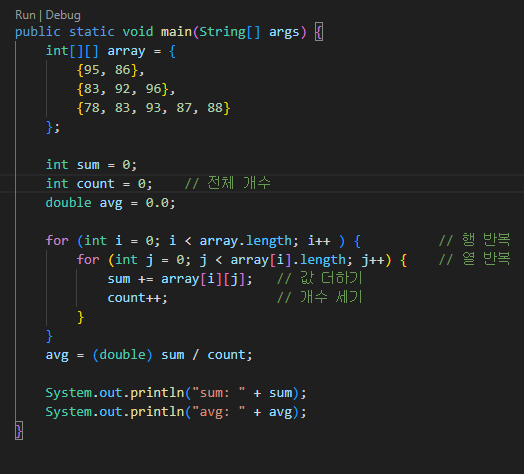 Run | Debug
public static void main(String[] args) {
    int[][] array = {
        {95, 86},
        {83, 92, 96},
        {78, 83, 93, 87, 88}
    };
    int sum = 0;
    int count = 0;    // 전체 개수
    double avg = 0.0;
    for (int i = 0; i < array.length; i++ ) {          // 행 반복
        for (int j = 0; j < array[i].length; j++) {    // 열 반복
            sum += array[i][j];   // 값 더하기
            count++;              // 개수 세기
        }
    }
    avg = (double) sum / count;
    System.out.println("sum: " + sum);
    System.out.println("avg: " + avg);
}